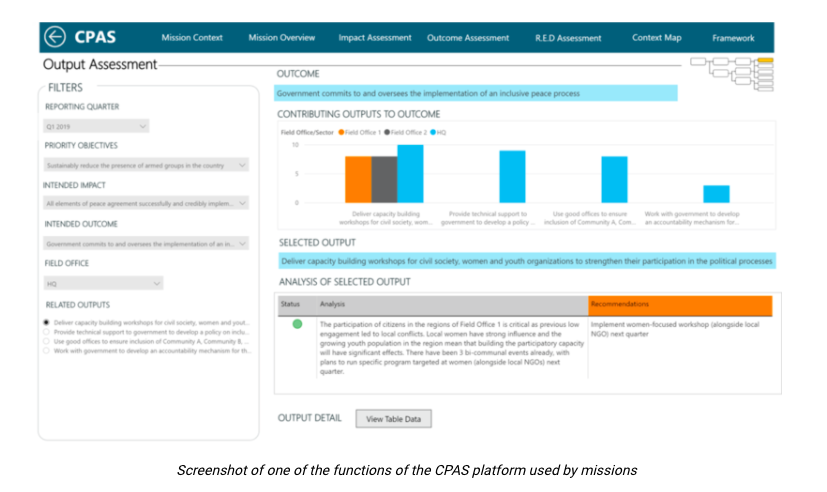 CPAS
Mission Context
Mission Overview
Impact Assessment
Outcome Assessment
R.E.D Assessment
Context Map
Framework
Output Assessment
FILTERS
REPORTING QUARTER
Q1 2019
PRIORITY OBJECTIVES
Sustainably reduce the presence of armed groups in the country
INTENDED IMPACT
All elements of peace agreement successfully and credibly implem...
INTENDED OUTCOME
Government commits to and oversees the implementation of an in...
FIELD OFFICE
HQ
RELATED OUTPUTS
Deliver capacity building workshops for civil society, women and yout...
Provide technical support to government to develop a policy on inclu...
Use good offices to ensure inclusion of Community A, Community B, ...
Work with government to develop an accountability mechanism for th...
OUTCOME
Government commits to and oversees the implementation of an inclusive peace process
CONTRIBUTING OUTPUTS TO OUTCOME
Field Office/Sector Field Office 1 Field Office 2 HQ
10
5
0
Deliver capacity building
workshops for civil society, wom...
Provide technical support to
government to develop a policy ...
Use good offices to ensure
inclusion of Community A, Com...
Work with government to develop
an accountability mechanism for...
SELECTED OUTPUT
Deliver capacity building workshops for civil society, women and youth organizations to strengthen their participation in the political processes
ANALYSIS OF SELECTED OUTPUT
Status Analysis Recommendations
The participation of citizens in the regions of Field Office 1 is critical as previous low
engagement led to local conflicts. Local women have strong influence and the
growing youth population in the region mean that building the participatory capacity
will have significant effects. There have been 3 bi-communal events already, with
plans to run specific program targeted at women (alongside local NGOs) next
quarter.
Implement women-focused workshop (alongside local
NGO) next quarter
OUTPUT DETAIL
View Table Data
Screenshot of one of the functions of the CPAS platform used by missions